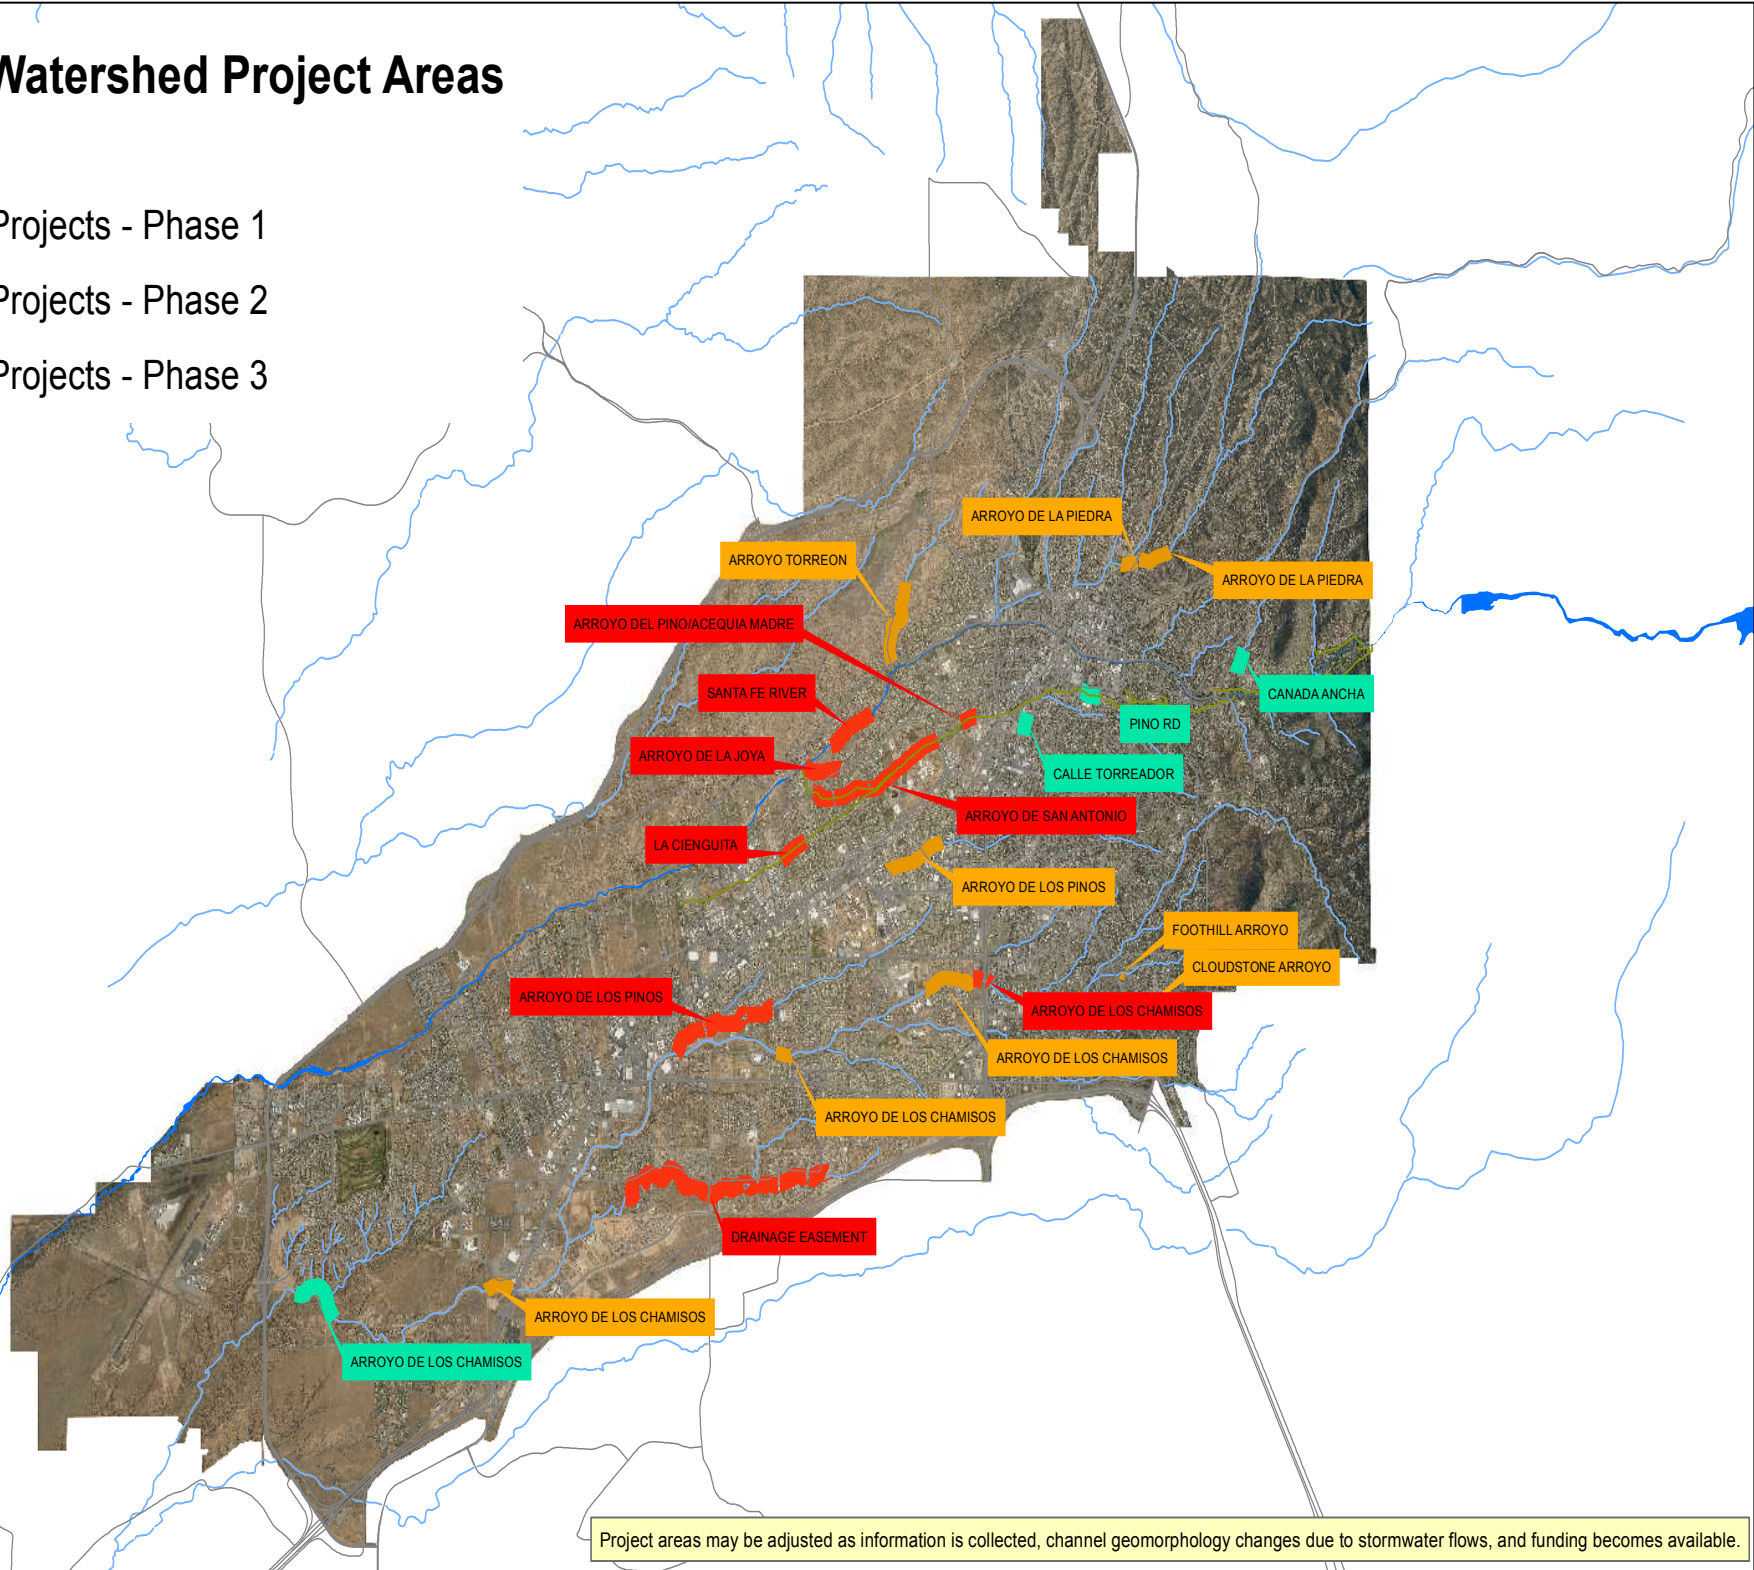 Watershed Project Areas
Projects - Phase 1
Projects - Phase 2
Projects - Phase 3
ARROYO DE LA PIEDRA
ARROYO TORREON
ARROYO DE LA PIEDRA
ARROYO DEL PINO/ACEQUIA MADRE
SANTA FE RIVER
CANADA ANCHA
PINO RD
ARROYO DE LA JOYA
CALLE TORREADOR
ARROYO DE SAN ANTONIO
LA CIENGUITA
ARROYO DE LOS PINOS
FOOTHILL ARROYO
CLOUDSTONE ARROYO
ARROYO DE LOS PINOS
ARROYO DE LOS CHAMISOS
ARROYO DE LOS CHAMISOS
ARROYO DE LOS CHAMISOS
DRAINAGE EASEMENT
ARROYO DE LOS CHAMISOS
ARROYO DE LOS CHAMISOS
Project areas may be adjusted as information is collected, channel geomorphology changes due to stormwater flows, and funding becomes available.